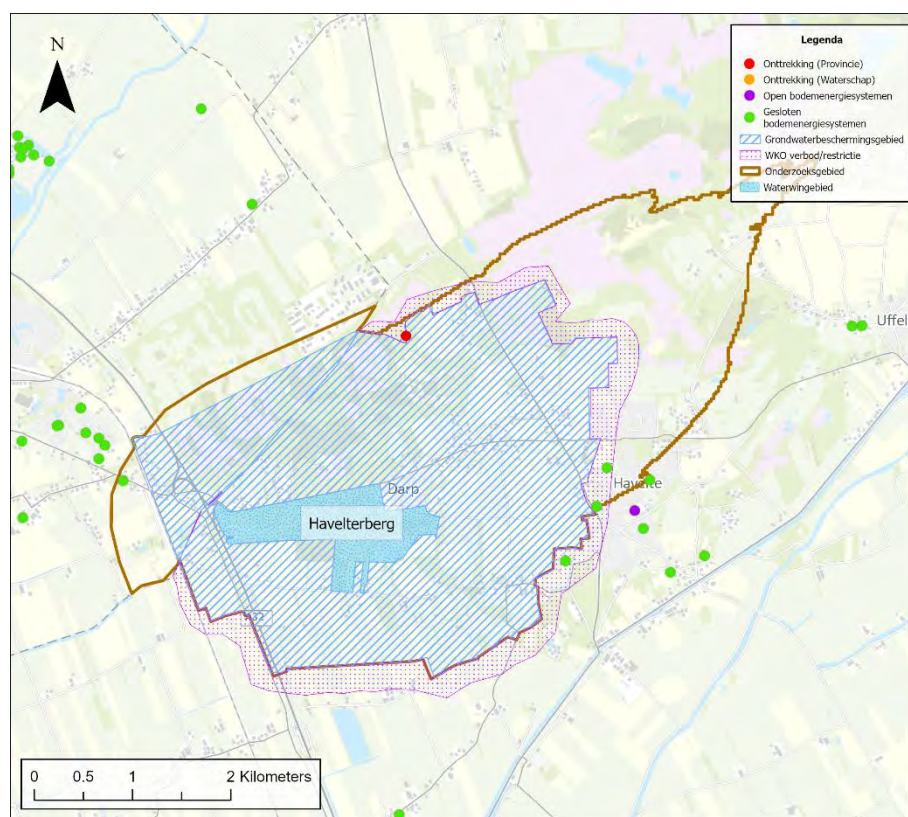 N
Legenda
Onttrekking (Provincie)
Onttrekking (Waterschap)
Open bodemenergiesystemen
Gesloten
bodemenergiesystemen
Grondwaterbeschermingsgebied
WKO verbod/restrictie
Onderzoeksgebied
Waterwingebied
Uffel
Darp
Havelte
Havelterberg
0 0.5 1 2 Kilometers